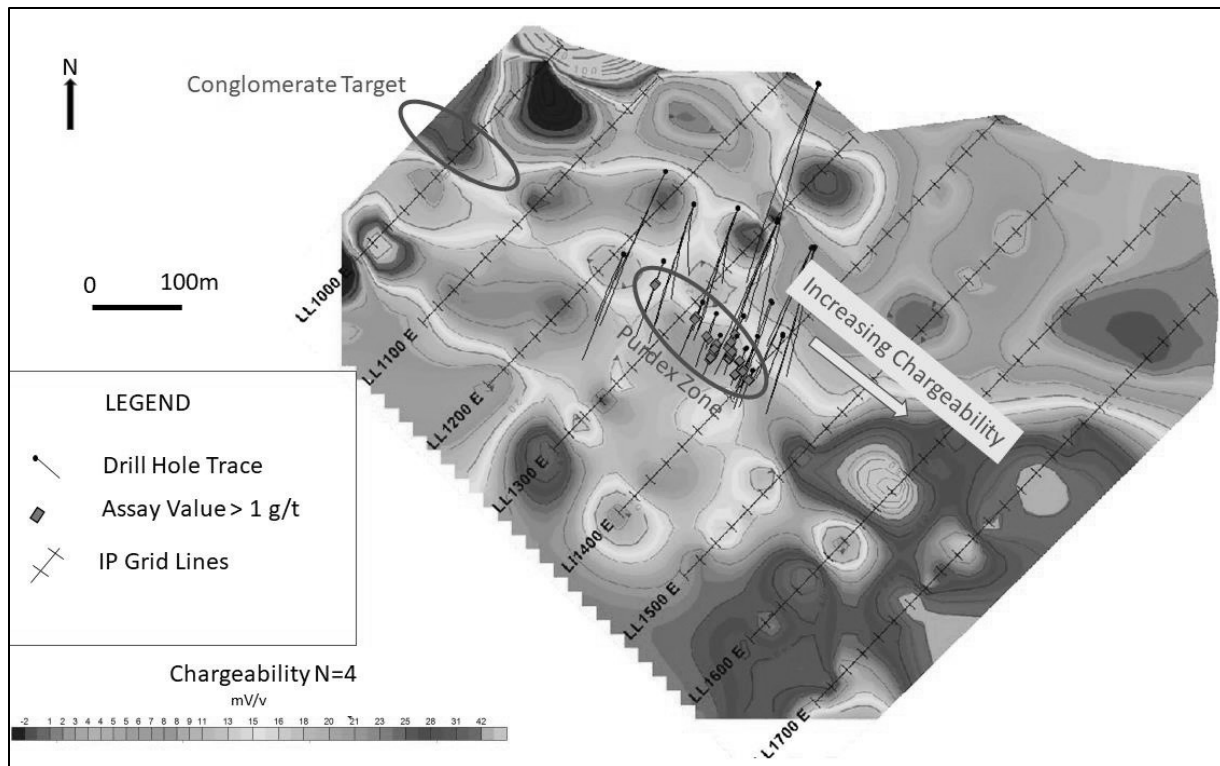 N
Conglomerate Target
0
100m
Increasing Chargeability
Purdex Zone
LL1000 E
LL1100 E
LL1200 E
LL1300 E
Ll1400 E
LL1500 E
LL1600 E
LL1700 E
LEGEND
Drill Hole Trace
Assay Value > 1 g/t
IP Grid Lines
Chargeability N=4
mV/v
-2 1 2 3 4 5 6 7 8 9 11 13 15 16 18 20 21 23 25 28 31 42